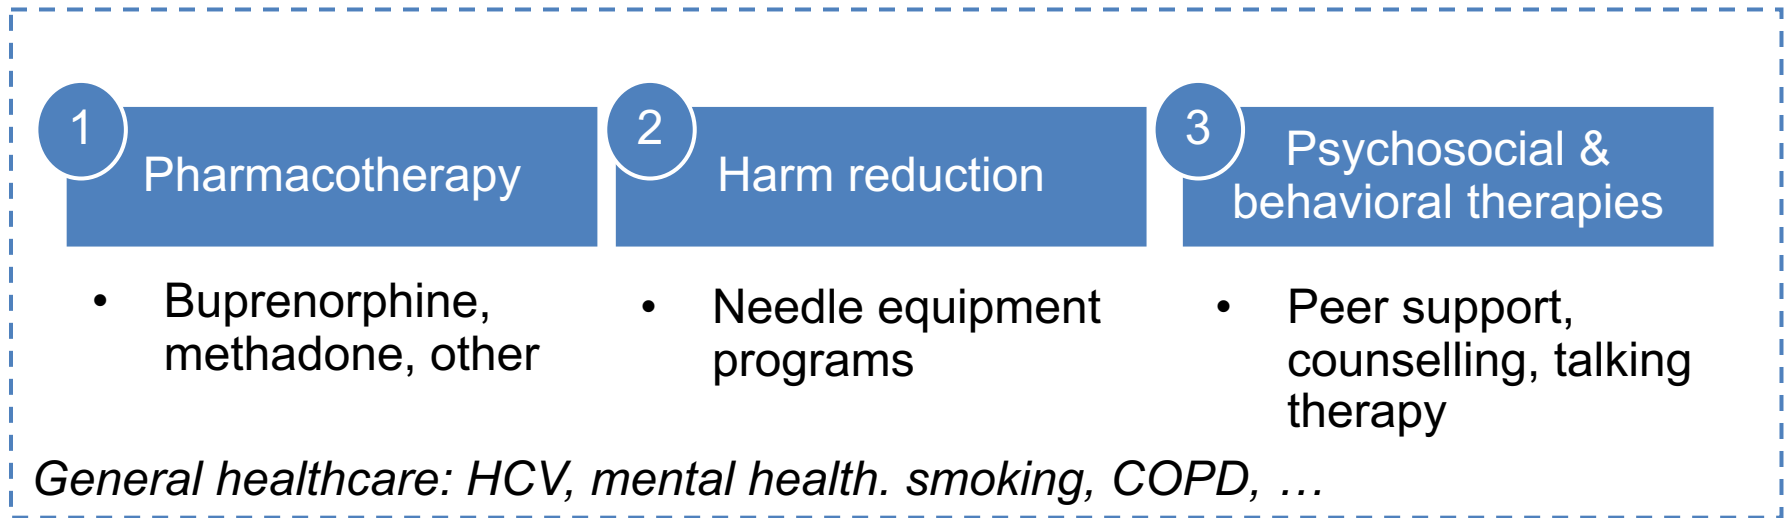 1
Pharmacotherapy
• Buprenorphine,
methadone, other
2
Harm reduction
• Needle equipment
programs
3
Psychosocial &
behavioral therapies
• Peer support,
counselling, talking
therapy
General healthcare: HCV, mental health. smoking, COPD, …